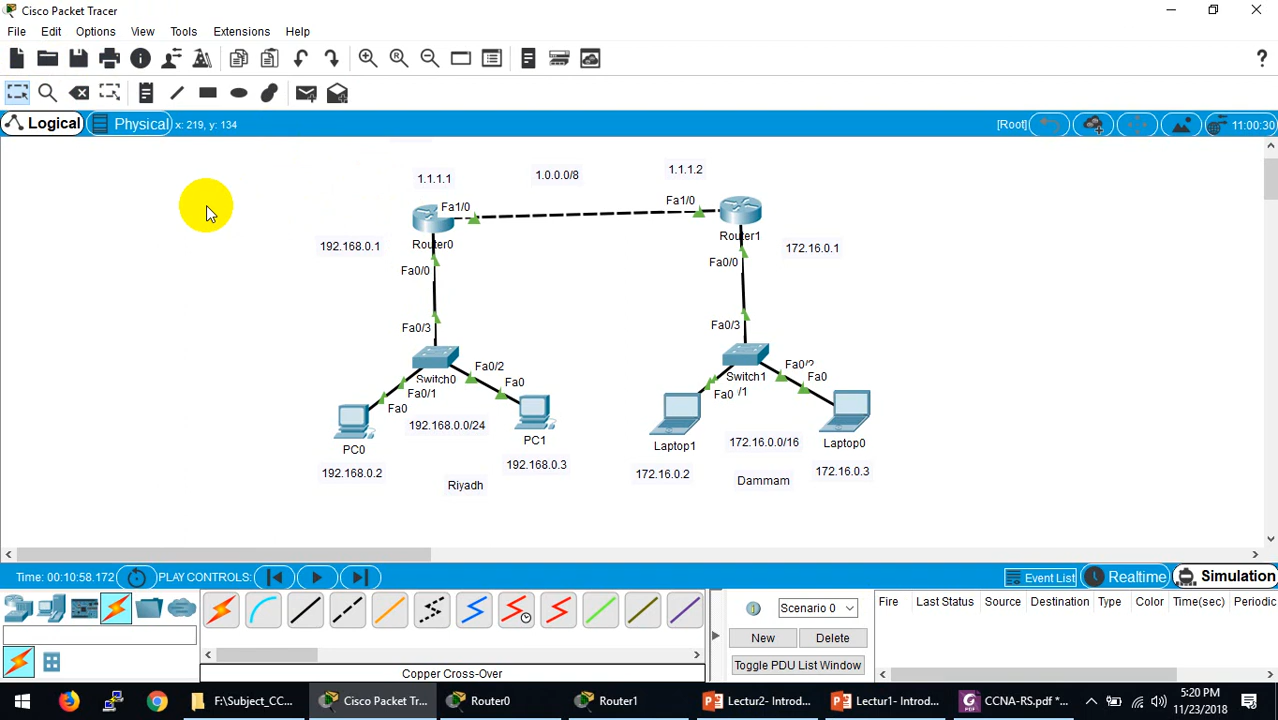 Cisco Packet Tracer
File Edit Options View Tools Extensions Help
?
Logical Physical x: 219, y: 134 [Root] 11:00:30
1.1.1.1 1.0.0.0/8 1.1.1.2
Fa1/0 Fa1/0
Router0 Router1
192.168.0.1 172.16.0.1
Fa0/0 Fa0/0
Fa0/3 Fa0/3
Fa0/2 Fa0/2
Switch0 Fa0 Switch1 Fa0
Fa0/1 Fa0 /1
Fa0
192.168.0.0/24
PC0 PC1 Laptop1 172.16.0.0/16 Laptop0
192.168.0.2 192.168.0.3 172.16.0.2 172.16.0.3
Riyadh Dammam
Time: 00:10:58.172 PLAY CONTROLS: Event List Realtime Simulation
Scenario 0 Fire Last Status Source Destination Type Color Time(sec) Periodic
New Delete
Toggle PDU List Window
Copper Cross-Over
F:\Subject_CC... Cisco Packet Tr... Router0 Router1 Lectur2- Introd... Lectur1- Introd... CCNA-RS.pdf *... 5:20 PM
11/23/2018